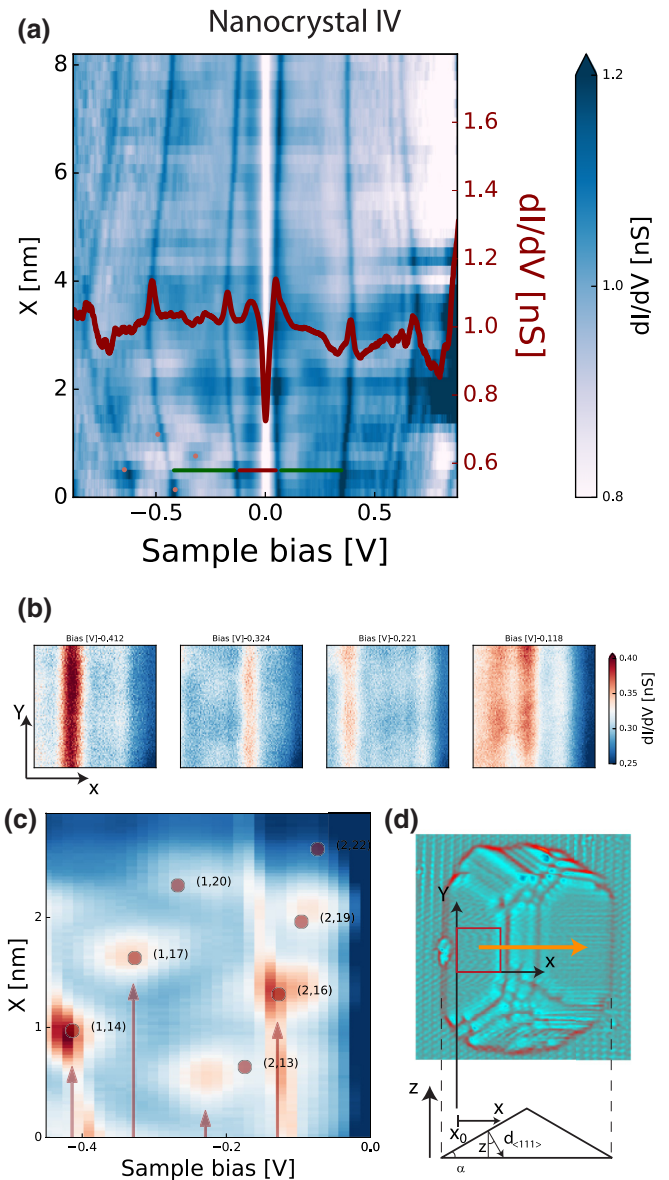 Nanocrystal IV
(a)
8
6
4
2
0
X [nm]
−0.5
0.0
0.5
Sample bias [V]
1.6
1.4
1.2
1.0
0.8
0.6
dI/dV [nS]
1.2
1.0
0.8
dI/dV [nS]
(b)
Bias [V]-0,412
Bias [V]-0,324
Bias [V]-0,221
Bias [V]-0,118
Y
x
0,40
0,35
0,30
0,25
dI/dV [nS]
(c)
2
1
0
X [nm]
(2,22)
(1,20)
(2,19)
(1,17)
(2,16)
(1,14)
(2,13)
−0.4
−0.2
0.0
Sample bias [V]
(d)
Y
x
z
x
x0
z
d<111>
α